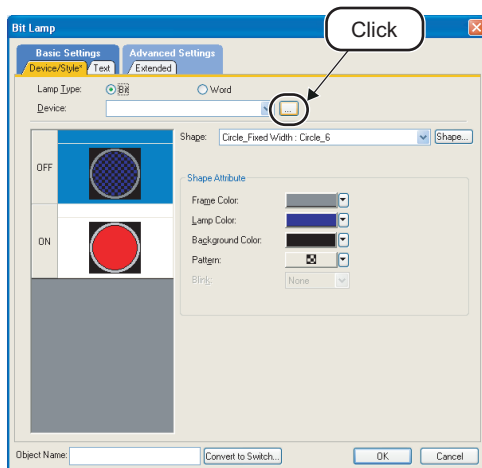 Bit Lamp
Click
Basic Settings Advanced Settings
Device/Style* Text Extended
Lamp Type: Bit Word
Device: ...
Shape: Circle_Fixed Width : Circle_6 Shape...
OFF
Shape Attribute
Frame Color:
Lamp Color:
ON
Background Color:
Pattern:
Blink: None
Object Name: Convert to Switch... OK Cancel